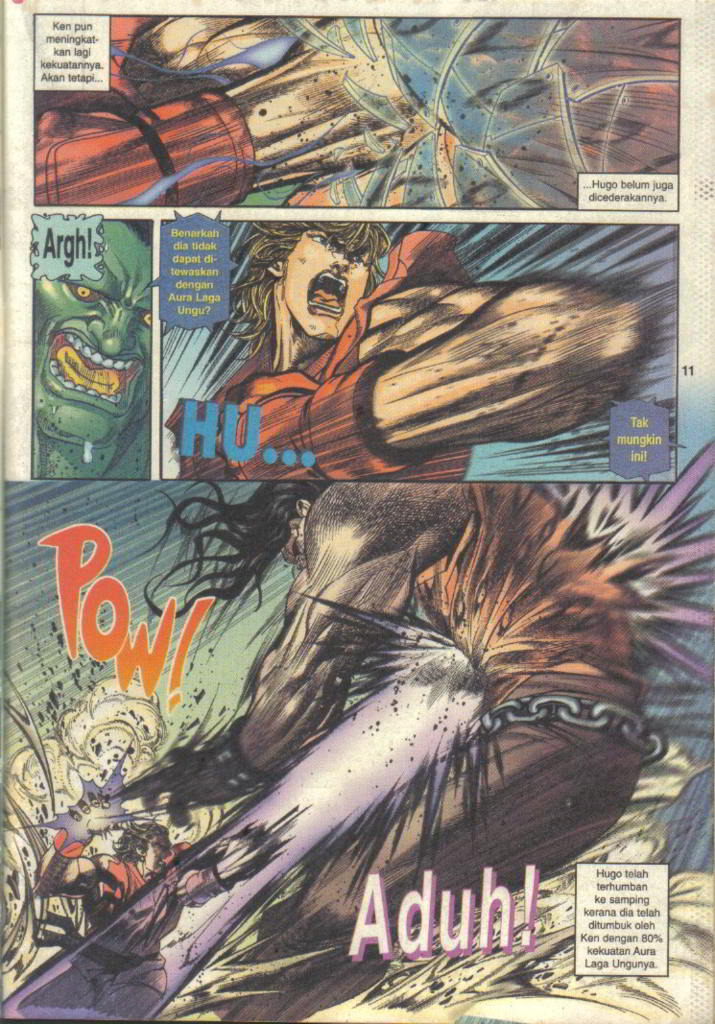 Ken pun
meningkat-
kan lagi
kekuatannya.
Akan tetapi...
...Hugo belum juga
dicederakannya.
Argh!
Benarkah
dia tidak
dapat di-
tewaskan
dengan
Aura Laga
Ungu?
HU...
Tak
mungkin
ini!
11
POW!
Aduh!
Hugo telah
terhumban
ke samping
kerana dia telah
ditumbuk oleh
Ken dengan 80%
kekuatan Aura
Laga Ungunya.